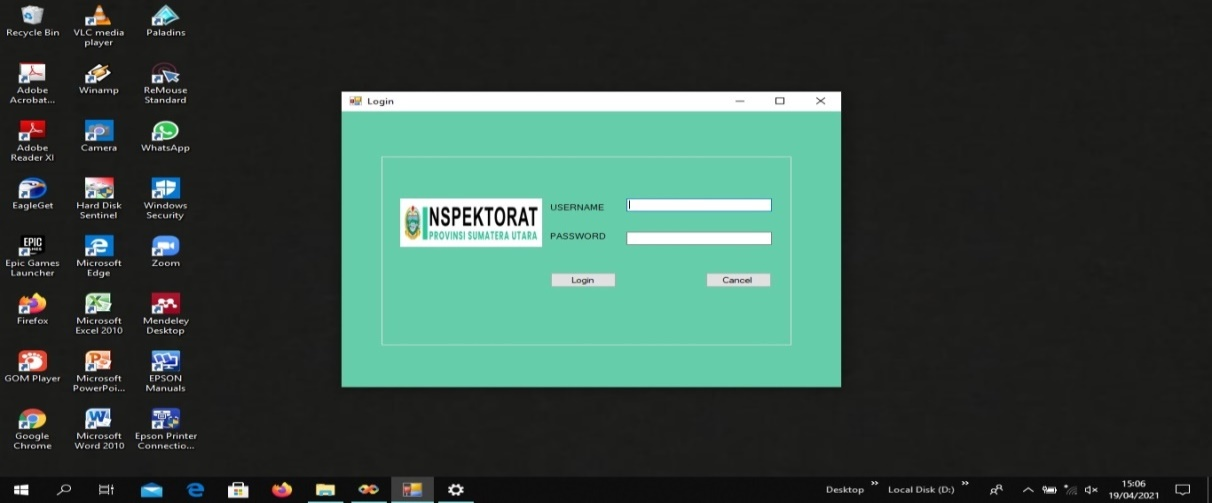 Recycle Bin
VLC media
player
Paladins
Adobe
Acrobat...
Winamp
ReMouse
Standard
Adobe
Reader XI
Camera
WhatsApp
EagleGet
Hard Disk
Sentinel
Windows
Security
EPIC
Epic Games
Launcher
Microsoft
Edge
Zoom
Firefox
Microsoft
Excel 2010
Mendeley
Desktop
GOM Player
Microsoft
PowerPoi...
EPSON
Manuals
Google
Chrome
Microsoft
Word 2010
Epson Printer
Connectio...
Login
INSPEKTORAT
PROVINSI SUMATERA UTARA
USERNAME
PASSWORD
Login
Cancel
Desktop
Local Disk (D:)
15:06
19/04/2021